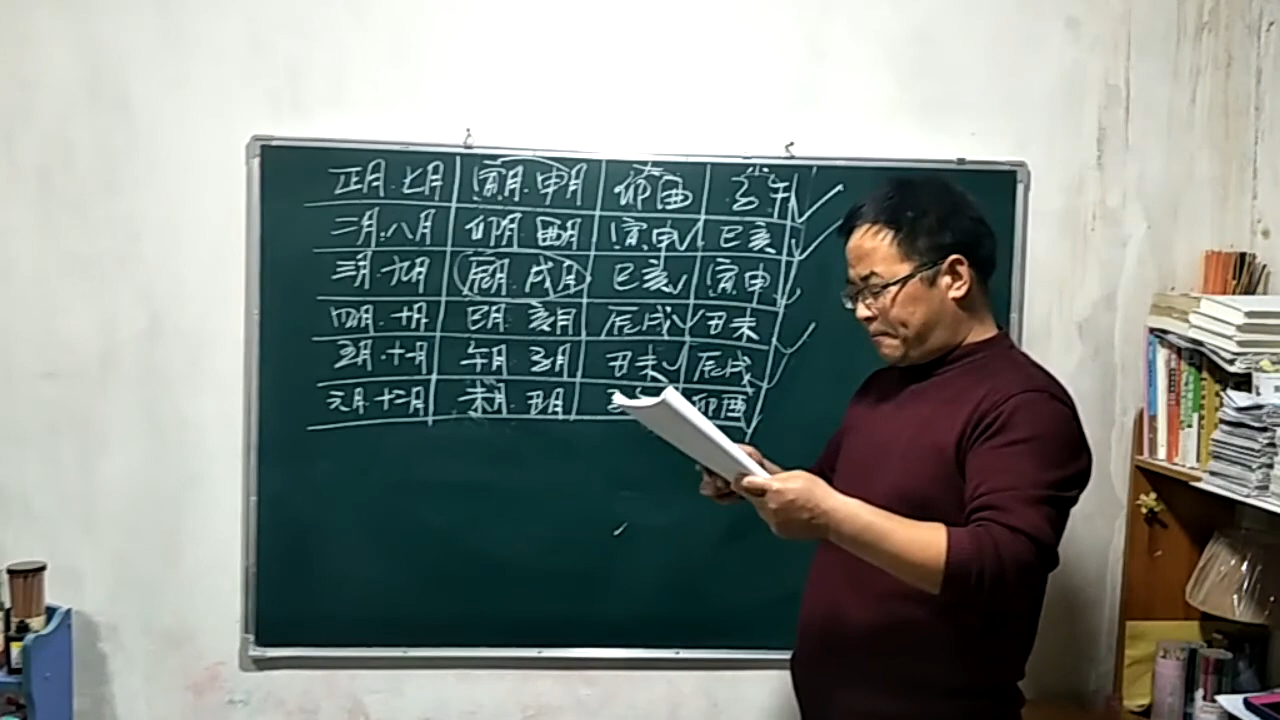 正月.七月 寅月.申月 卯酉 子午
二月.八月 卯月.酉月 寅申 巳亥
三月.九月 辰月.戌月 巳亥 寅申
四月.十月 巳月.亥月 辰戌 丑未
五月.十一月 午月.子月 丑未 辰戌
六月.十二月 未月.丑月 卯酉